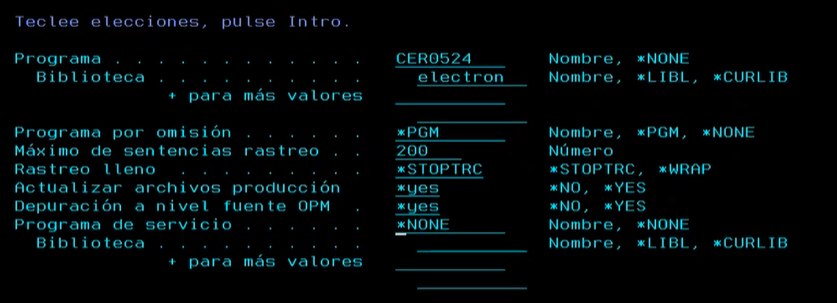 Teclee elecciones, pulse Intro.
Programa . . . . . . . . . . . . CER0524 Nombre, *NONE
Biblioteca . . . . . . . . . . electron Nombre, *LIBL, *CURLIB
+ para más valores
Programa por omisión . . . . . . *PGM Nombre, *PGM, *NONE
Máximo de sentencias rastreo . . 200 Número
Rastreo lleno . . . . . . . . . *STOPTRC *STOPTRC, *WRAP
Actualizar archivos producción *yes *NO, *YES
Depuración a nivel fuente OPM . *yes *NO, *YES
Programa de servicio . . . . . . *NONE Nombre, *NONE
Biblioteca . . . . . . . . . . Nombre, *LIBL, *CURLIB
+ para más valores